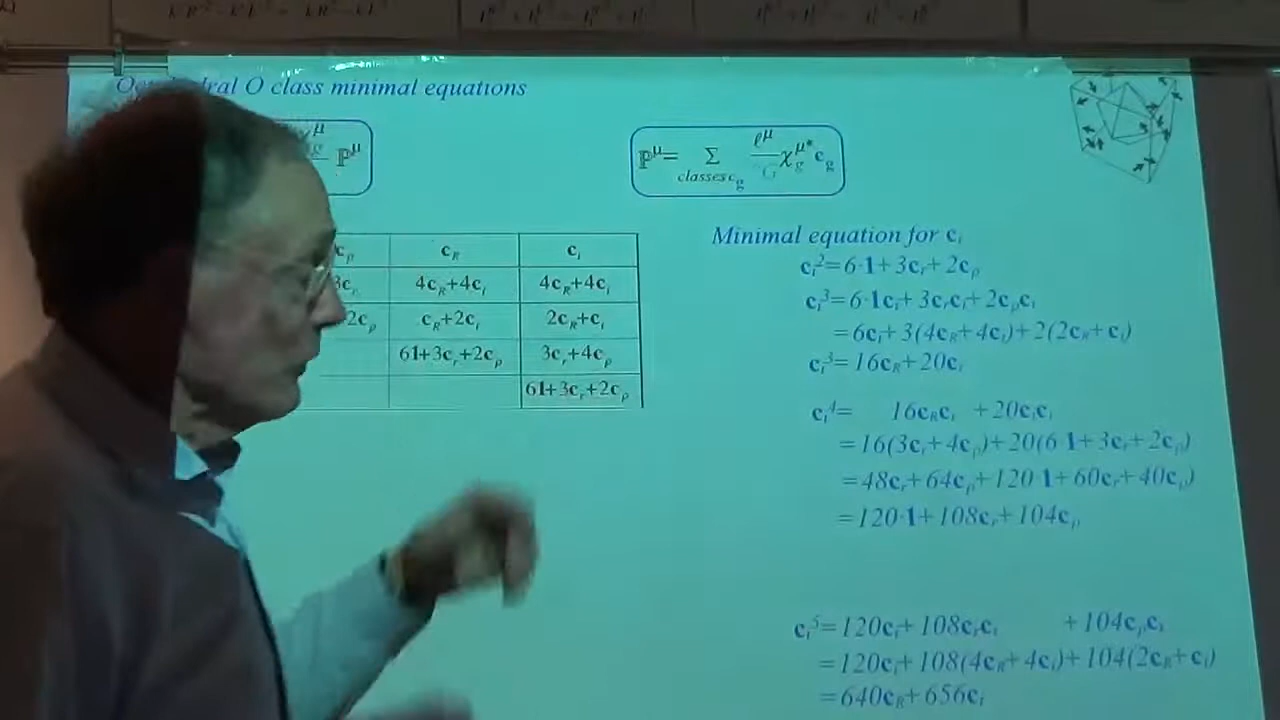 Octahedral O class minimal equations
ℙ^μ
ℙ^μ= Σ ℓ^μ/°G χ_g^μ* c_g
classes c_g
c_ρ c_R c_i
3c_r 4c_R+4c_i 4c_R+4c_i
2c_ρ c_R+2c_i 2c_R+c_i
61+3c_r+2c_ρ 3c_r+4c_ρ
61+3c_r+2c_ρ
Minimal equation for c_i
c_i^2=6·1+3c_r+2c_ρ
c_i^3=6·1c_i+3c_rc_i+2c_ρc_i
=6c_i+3(4c_R+4c_i)+2(2c_R+c_i)
c_i^3=16c_R+20c_i
c_i^4= 16c_Rc_i +20c_ic_i
=16(3c_r+4c_ρ)+20(6·1+3c_r+2c_ρ)
=48c_r+64c_ρ+120·1+60c_r+40c_ρ)
=120·1+108c_r+104c_ρ
c_i^5=120c_i+108c_rc_i +104c_ρc_i
=120c_i+108(4c_R+4c_i)+104(2c_R+c_i)
=640c_R+656c_i